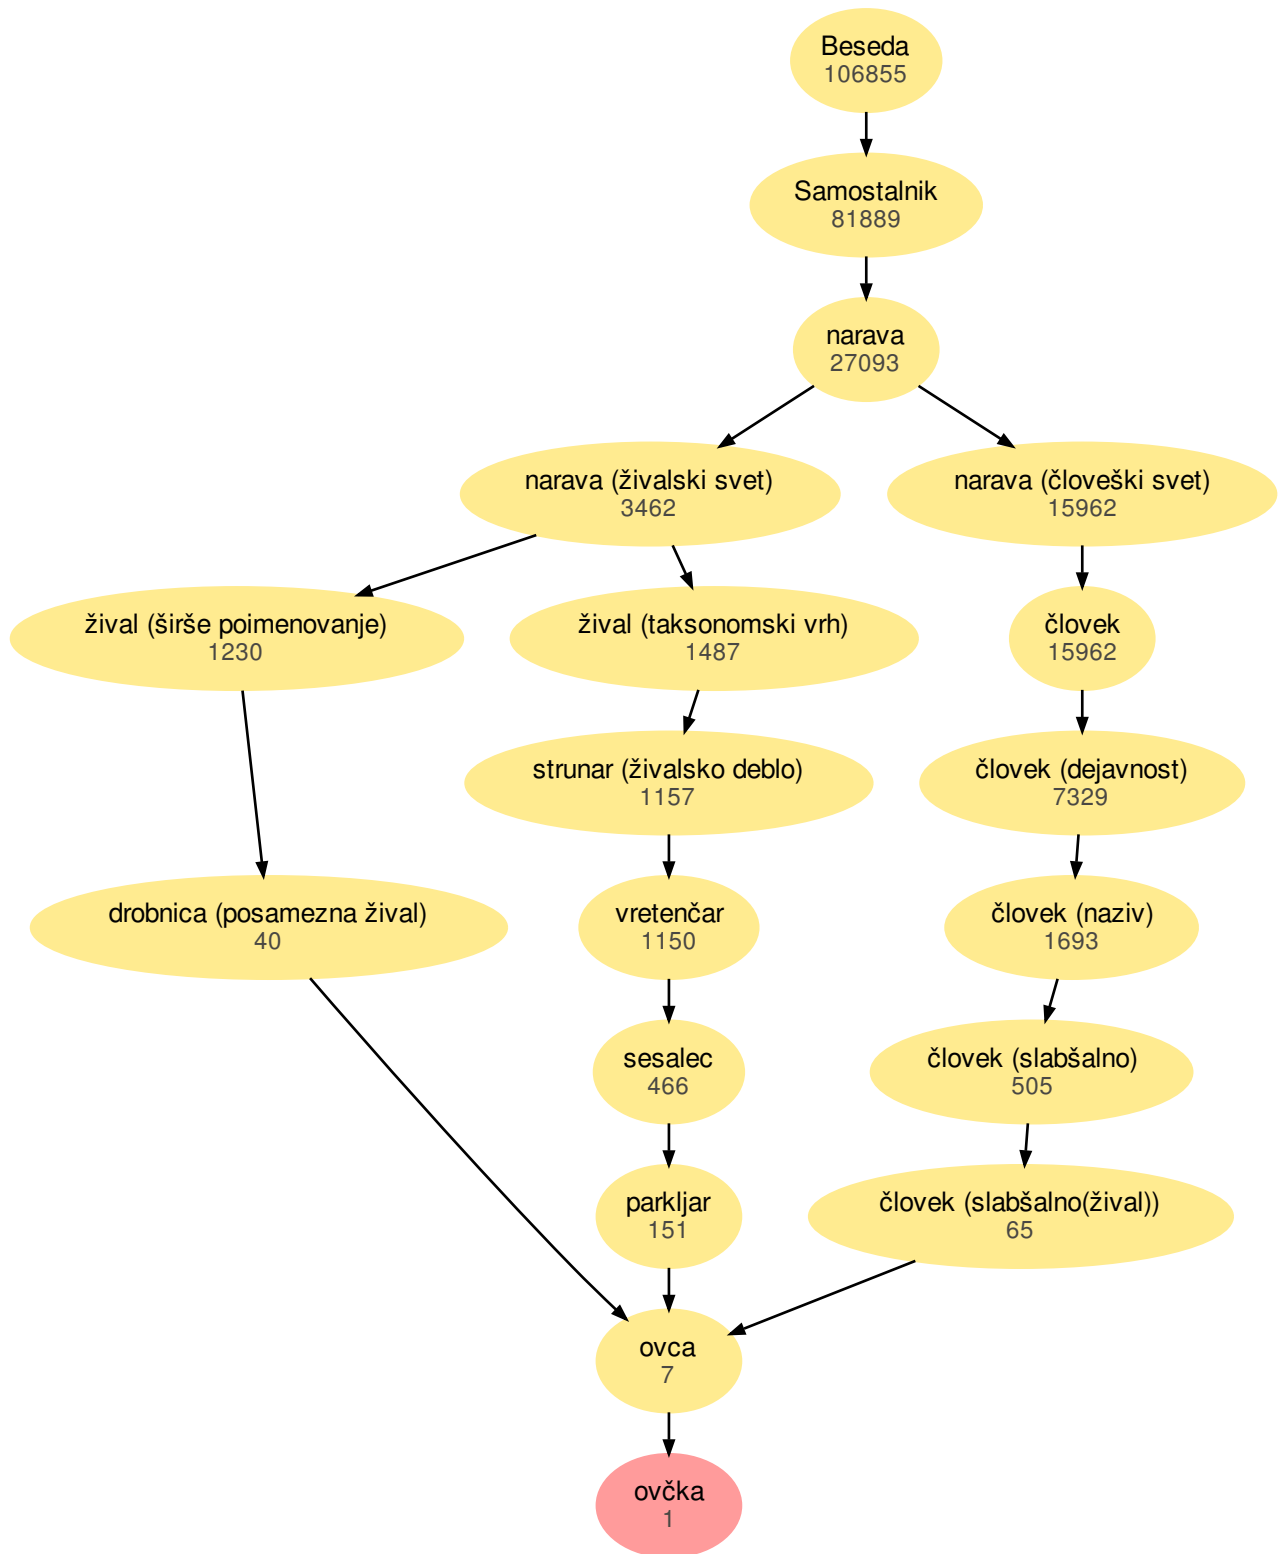 Beseda
106855
Samostalnik
81889
narava
27093
narava (živalski svet)
3462
narava (človeški svet)
15962
žival (širše poimenovanje)
1230
žival (taksonomski vrh)
1487
človek
15962
strunar (živalsko deblo)
1157
človek (dejavnost)
7329
drobnica (posamezna žival)
40
vretenčar
1150
človek (naziv)
1693
sesalec
466
človek (slabšalno)
505
parkljar
151
človek (slabšalno(žival))
65
ovca
7
ovčka
1